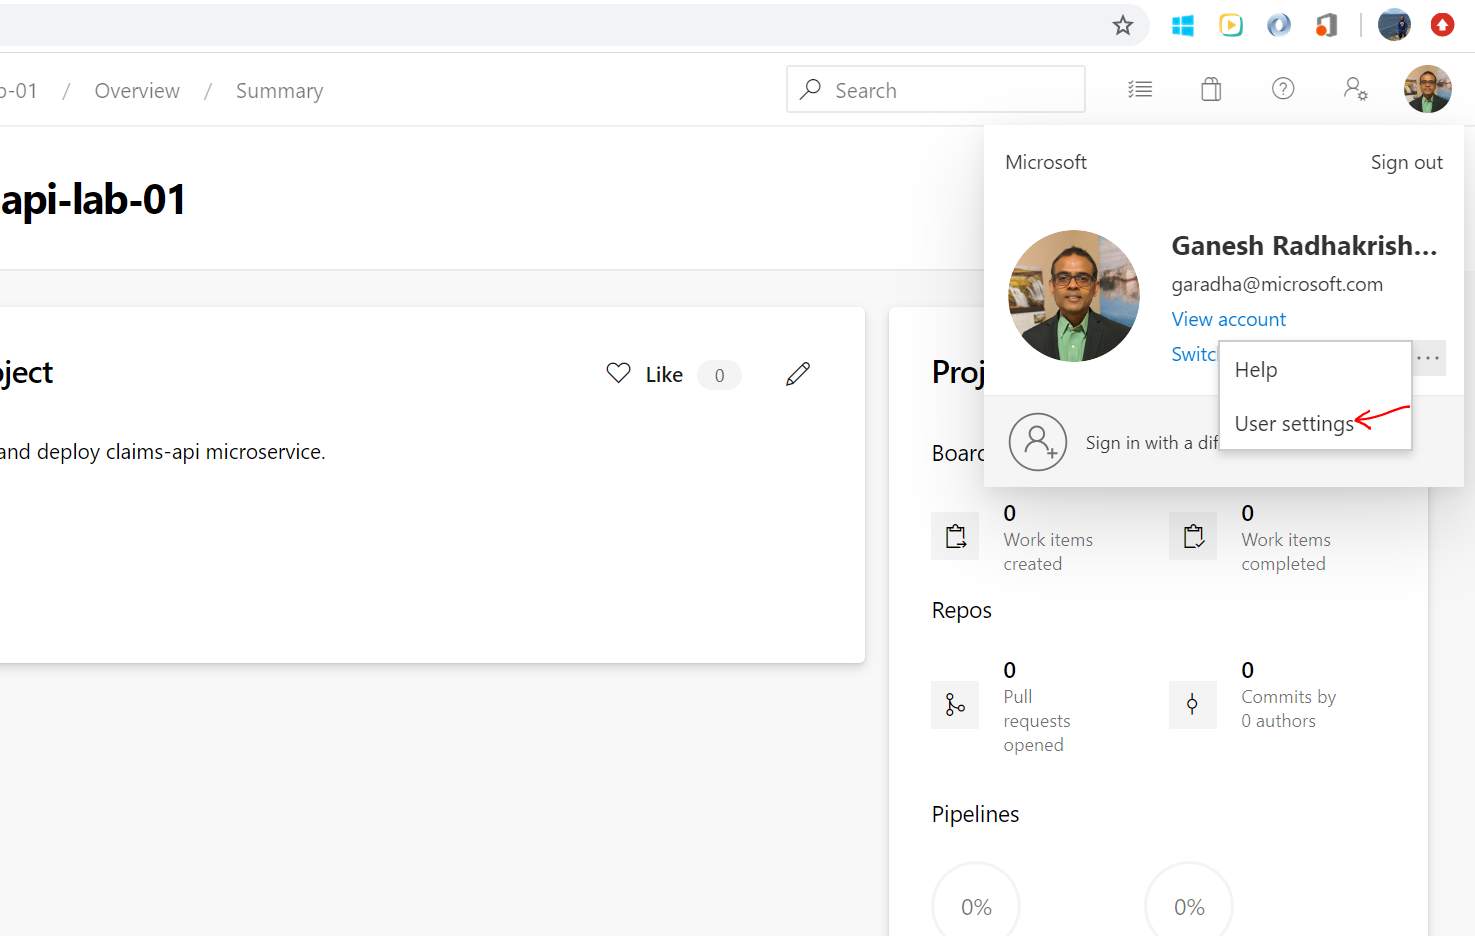 b-01 / Overview / Summary
Search
Microsoft
Sign out
api-lab-01
Ganesh Radhakrish...
garadha@microsoft.com
View account
Switc
...
Help
User settings
Sign in with a dif
ject
Like 0
and deploy claims-api microservice.
Proj
Board
0
Work items
created
0
Work items
completed
Repos
0
Pull
requests
opened
0
Commits by
0 authors
Pipelines
0%
0%